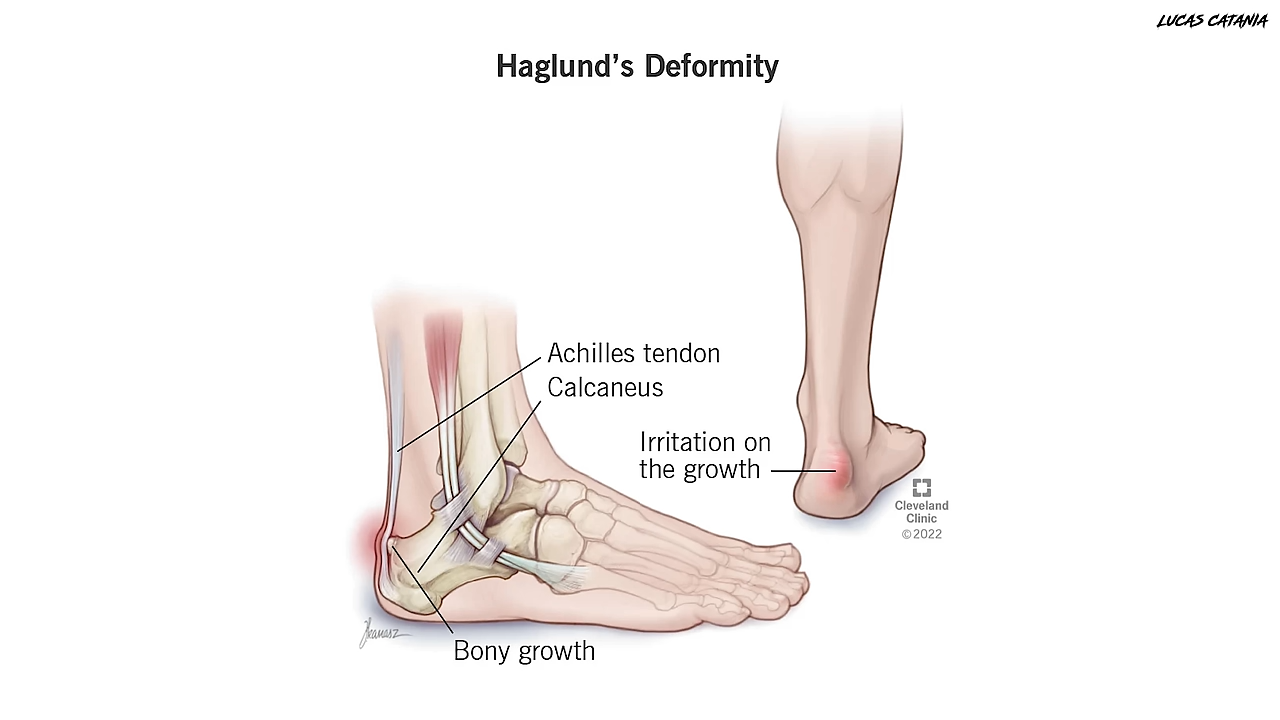 LUCAS CATANIA
Haglund's Deformity
Achilles tendon
Calcaneus
Irritation on
the growth
Cleveland
Clinic
©2022
Bony growth